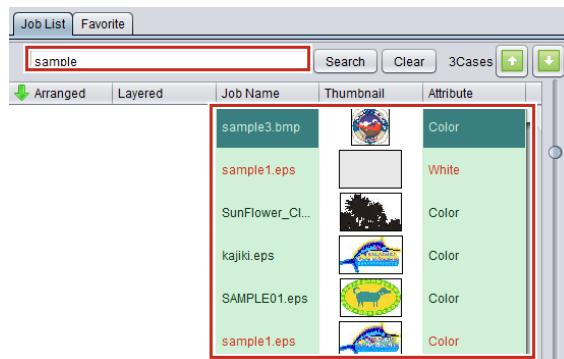 Job List Favorite
sample Search Clear 3Cases
Arranged Layered Job Name Thumbnail Attribute
sample3.bmp Color
sample1.eps White
SunFlower_Cl... Color
kajiki.eps Color
SAMPLE01.eps Color
sample1.eps Color